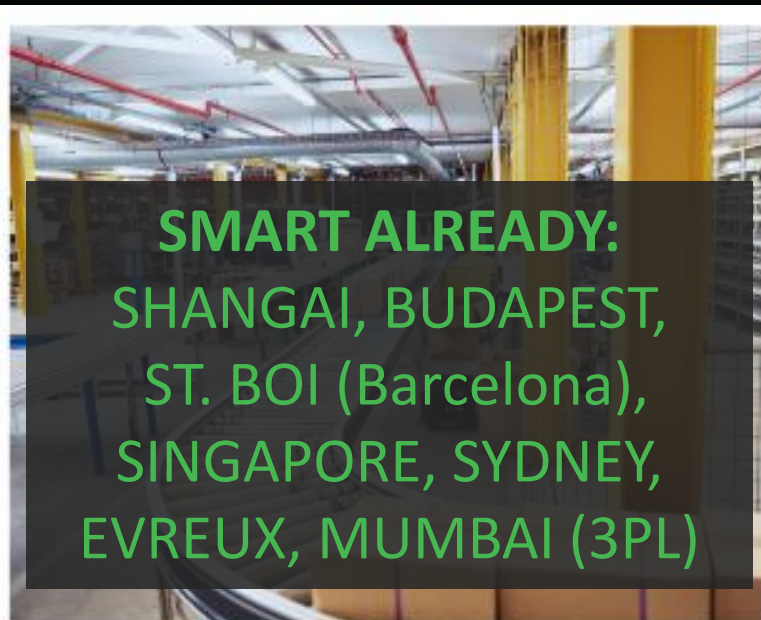 SMART ALREADY:
SHANGAI, BUDAPEST,
ST. BOI (Barcelona),
SINGAPORE, SYDNEY,
EVREUX, MUMBAI (3PL)